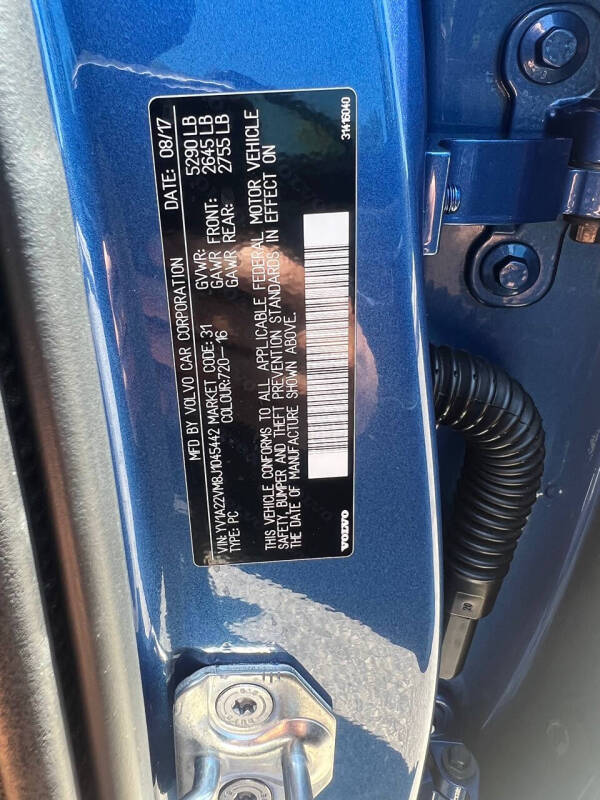 MFD BY VOLVO CAR CORPORATION DATE: 08/17
GVWR: 5290 LB
VIN: YV1A22VM8J1045442 MARKET CODE: 31 GAWR FRONT: 2645 LB
TYPE: PC COLOUR: 720-16 GAWR REAR: 2755 LB
THIS VEHICLE CONFORMS TO ALL APPLICABLE FEDERAL MOTOR VEHICLE
SAFETY, BUMPER AND THEFT PREVENTION STANDARDS IN EFFECT ON
THE DATE OF MANUFACTURE SHOWN ABOVE.
VOLVO 31416040